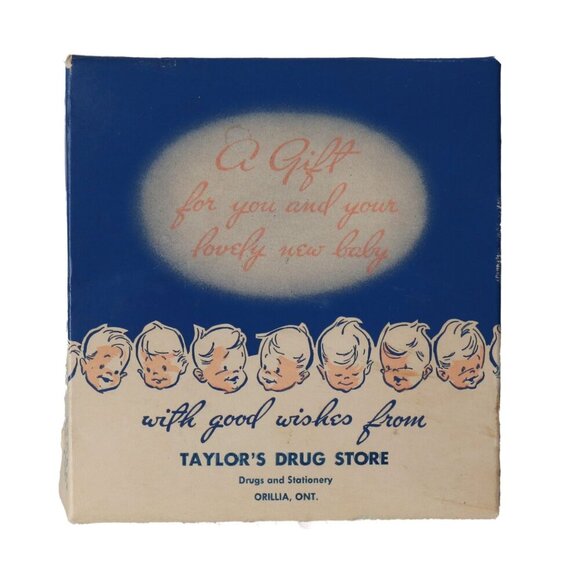 A Gift
for you and your
lovely new baby
with good wishes from
TAYLOR'S DRUG STORE
Drugs and Stationery
ORILLIA, ONT.